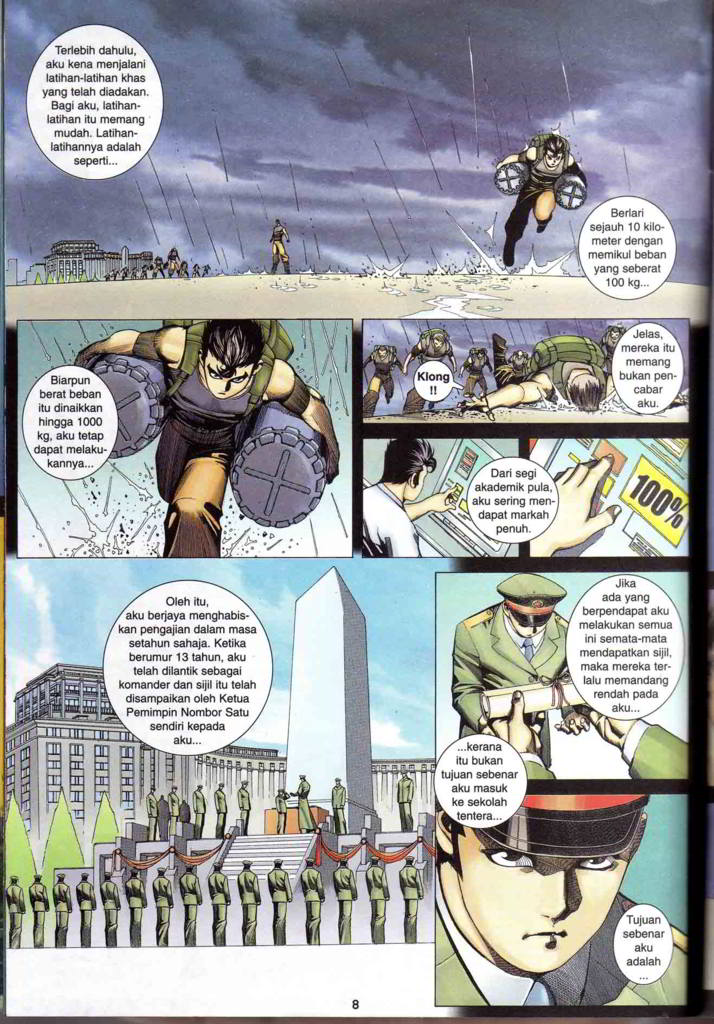 Terlebih dahulu,
aku kena menjalani
latihan-latihan khas
yang telah diadakan.
Bagi aku, latihan-
latihan itu memang
mudah. Latihan-
latihannya adalah
seperti...
Berlari
sejauh 10 kilo-
meter dengan
memikul beban
yang seberat
100 kg...
Biarpun
berat beban
itu dinaikkan
hingga 1000
kg, aku tetap
dapat melaku-
kannya...
Klong
!!
Jelas,
mereka itu
memang
bukan pen-
cabar
aku.
Dari segi
akademik pula,
aku sering men-
dapat markah
penuh.
100%
Oleh itu,
aku berjaya menghabis-
kan pengajian dalam masa
setahun sahaja. Ketika
berumur 13 tahun, aku
telah dilantik sebagai
komander dan sijil itu telah
disampaikan oleh Ketua
Pemimpin Nombor Satu
sendiri kepada
aku...
Jika
ada yang
berpendapat aku
melakukan semua
ini semata-mata
mendapatkan sijil,
maka mereka ter-
lalu memandang
rendah pada
aku...
...kerana
itu bukan
tujuan sebenar
aku masuk
ke sekolah
tentera...
Tujuan
sebenar
aku
adalah
...
8